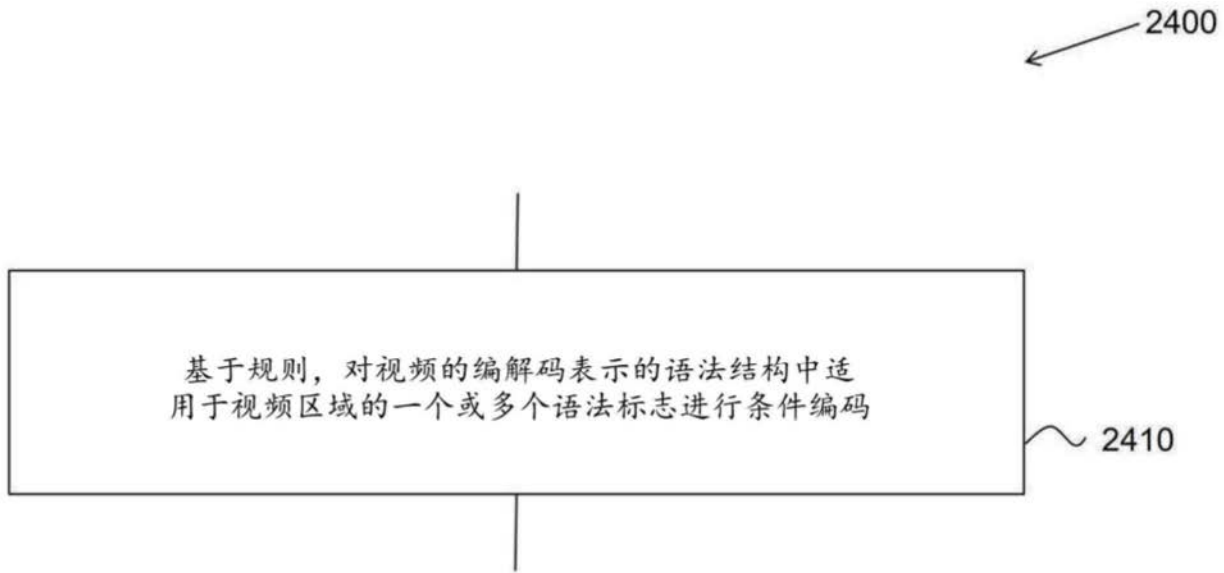 2400
基于规则，对视频的编解码表示的语法结构中适
用于视频区域的一个或多个语法标志进行条件编码
2410